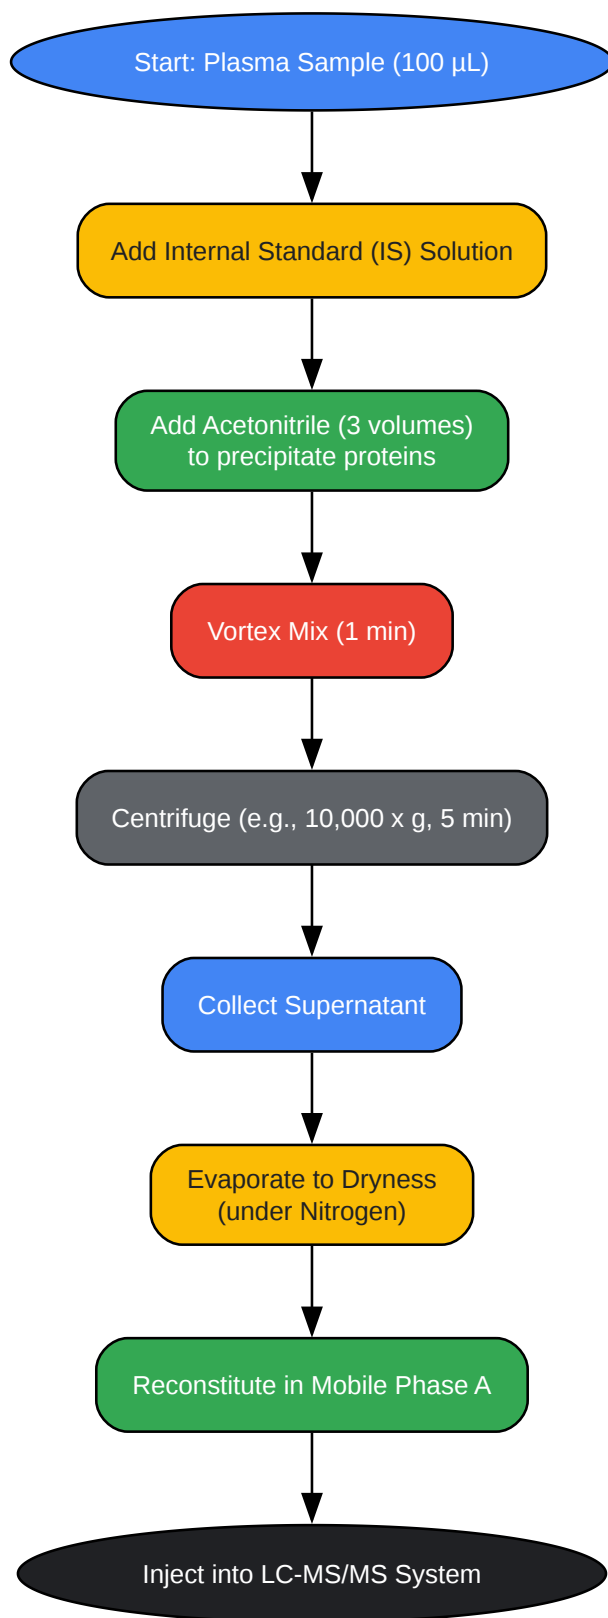 Start: Plasma Sample (100 µL)
Add Internal Standard (IS) Solution
Add Acetonitrile (3 volumes)
to precipitate proteins
Vortex Mix (1 min)
Centrifuge (e.g., 10,000 x g, 5 min)
Collect Supernatant
Evaporate to Dryness
(under Nitrogen)
Reconstitute in Mobile Phase A
Inject into LC-MS/MS System